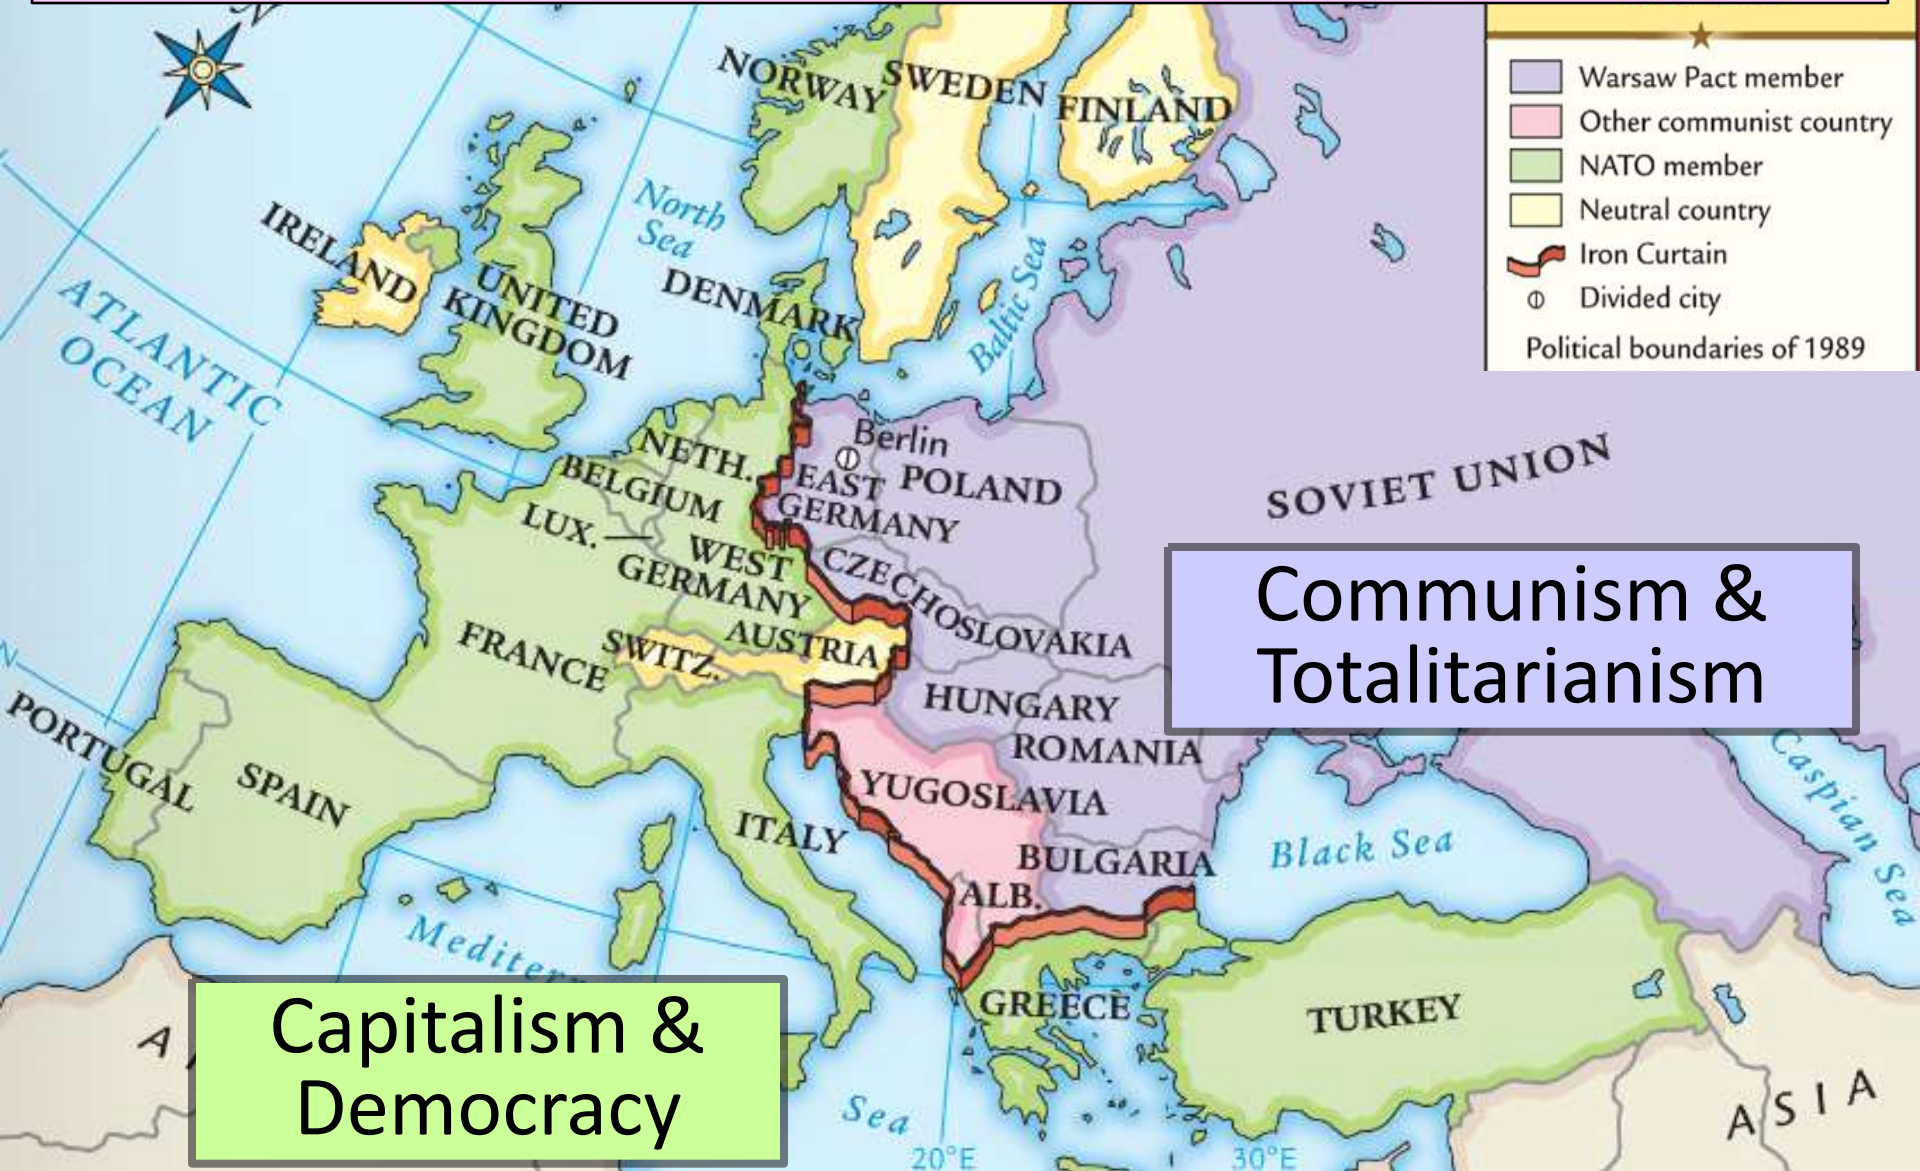 N
Warsaw Pact member
Other communist country
NATO member
Neutral country
Iron Curtain
Divided city
Political boundaries of 1989
NORWAY
SWEDEN
FINLAND
North
Sea
IRELAND
UNITED
KINGDOM
DENMARK
Baltic Sea
ATLANTIC
OCEAN
NETH.
BELGIUM
LUX.
WEST
GERMANY
Berlin
EAST
GERMANY
POLAND
SOVIET UNION
CZECHOSLOVAKIA
Communism &
Totalitarianism
FRANCE
SWITZ.
AUSTRIA
HUNGARY
ROMANIA
PORTUGAL
SPAIN
ITALY
YUGOSLAVIA
BULGARIA
ALB.
Black Sea
Caspian Sea
Mediterr
Sea
GREECE
TURKEY
Capitalism &
Democracy
A
ASIA
20°E
30°E